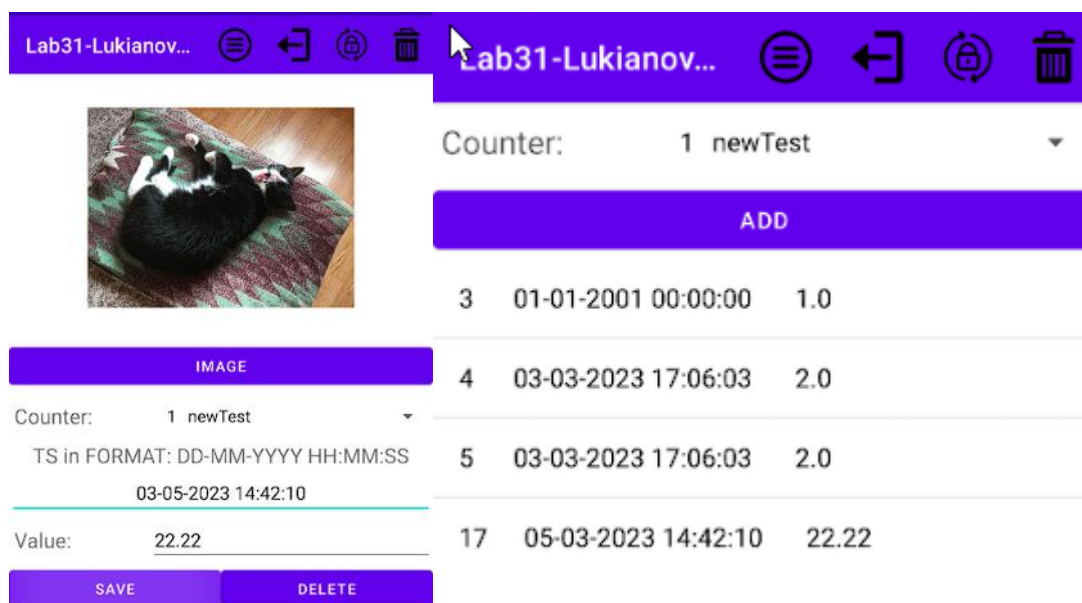 Lab31-Lukianov...
IMAGE
Counter: 1 newTest
TS in FORMAT: DD-MM-YYYY HH:MM:SS
03-05-2023 14:42:10
Value: 22.22
SAVE DELETE
Lab31-Lukianov...
Counter: 1 newTest
ADD
3 01-01-2001 00:00:00 1.0
4 03-03-2023 17:06:03 2.0
5 03-03-2023 17:06:03 2.0
17 05-03-2023 14:42:10 22.22